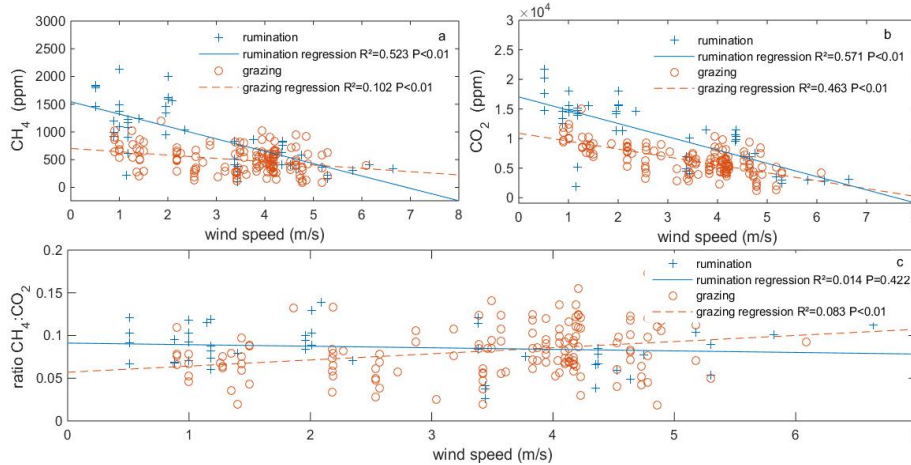 a
rumination
rumination regression R²=0.523 P<0.01
grazing
grazing regression R²=0.102 P<0.01
CH4 (ppm)
3000
2500
2000
1500
1000
500
0
0 1 2 3 4 5 6 7 8
wind speed (m/s)
×10⁴
b
rumination
rumination regression R²=0.571 P<0.01
grazing
grazing regression R²=0.463 P<0.01
CO2 (ppm)
3
2.5
2
1.5
1
0.5
0
0 1 2 3 4 5 6 7
wind speed (m/s)
c
rumination
rumination regression R²=0.014 P=0.422
grazing
grazing regression R²=0.083 P<0.01
ratio CH4:CO2
0.2
0.15
0.1
0.05
0
0 1 2 3 4 5 6
wind speed (m/s)